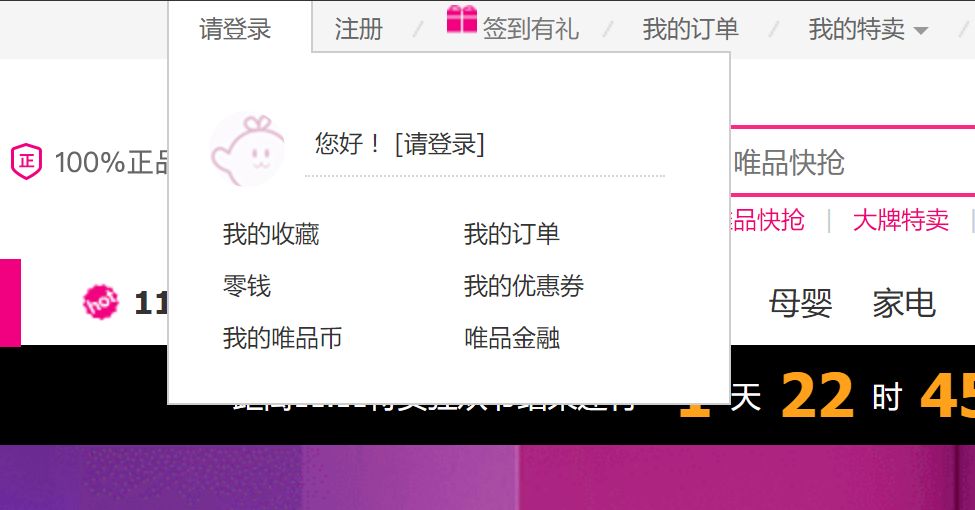 请登录 注册 / 签到有礼 / 我的订单 / 我的特卖 /
您好！ [请登录]
正 100%正品
唯品快抢
品快抢 | 大牌特卖 |
我的收藏 我的订单
零钱 我的优惠券
hot 11 母婴 家电
我的唯品币 唯品金融
1 天 22 时 45